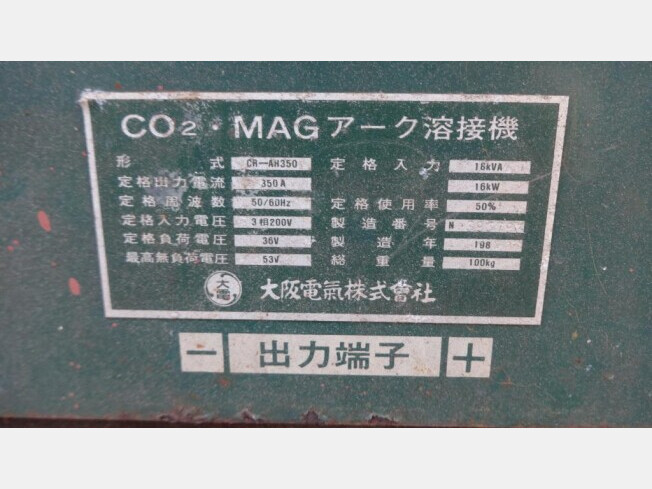 CO2・MAGアーク溶接機
形式 CR-AH350 定格入力 16kVA
定格出力電流 350A 16kW
定格周波数 50/60Hz 定格使用率 50%
定格入力電圧 3相200V 製造番号 N
定格負荷電圧 36V 製造年 198
最高無負荷電圧 53V 総重量 100kg
大電 大阪電氣株式會社
− 出力端子 +